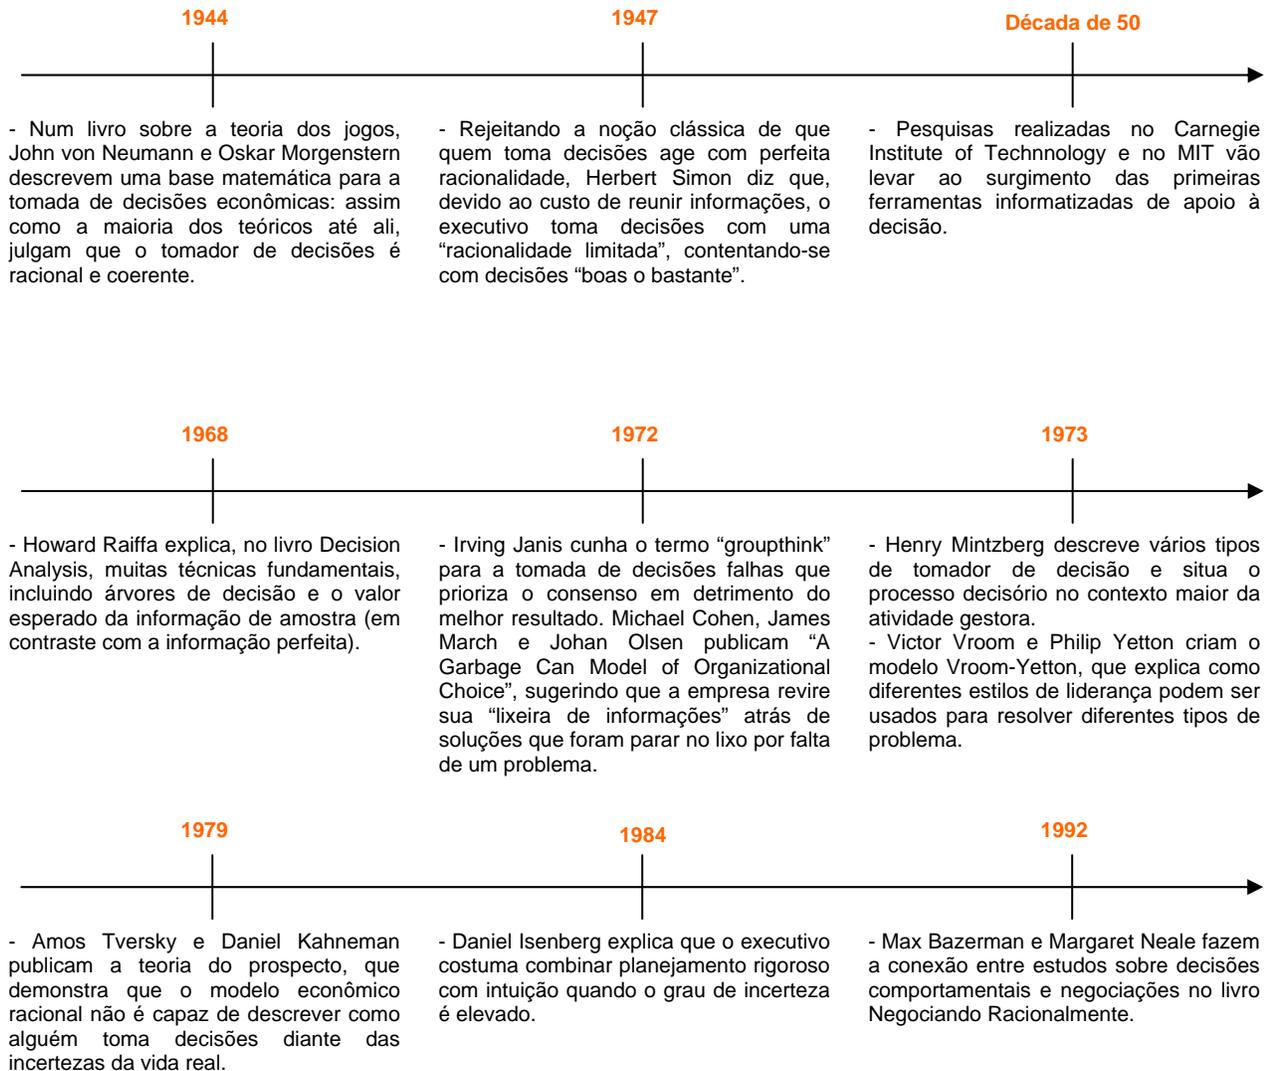 1944
1947
Década de 50
- Num livro sobre a teoria dos jogos,
John von Neumann e Oskar Morgenstern
descrevem uma base matemática para a
tomada de decisões econômicas: assim
como a maioria dos teóricos até ali,
julgam que o tomador de decisões é
racional e coerente.
- Rejeitando a noção clássica de que
quem toma decisões age com perfeita
racionalidade, Herbert Simon diz que,
devido ao custo de reunir informações, o
executivo toma decisões com uma
“racionalidade limitada”, contentando-se
com decisões “boas o bastante”.
- Pesquisas realizadas no Carnegie
Institute of Technnology e no MIT vão
levar ao surgimento das primeiras
ferramentas informatizadas de apoio à
decisão.
1968
1972
1973
- Howard Raiffa explica, no livro Decision
Analysis, muitas técnicas fundamentais,
incluindo árvores de decisão e o valor
esperado da informação de amostra (em
contraste com a informação perfeita).
- Irving Janis cunha o termo “groupthink”
para a tomada de decisões falhas que
prioriza o consenso em detrimento do
melhor resultado. Michael Cohen, James
March e Johan Olsen publicam “A
Garbage Can Model of Organizational
Choice”, sugerindo que a empresa revire
sua “lixeira de informações” atrás de
soluções que foram parar no lixo por falta
de um problema.
- Henry Mintzberg descreve vários tipos
de tomador de decisão e situa o
processo decisório no contexto maior da
atividade gestora.
- Victor Vroom e Philip Yetton criam o
modelo Vroom-Yetton, que explica como
diferentes estilos de liderança podem ser
usados para resolver diferentes tipos de
problema.
1979
1984
1992
- Amos Tversky e Daniel Kahneman
publicam a teoria do prospecto, que
demonstra que o modelo econômico
racional não é capaz de descrever como
alguém toma decisões diante das
incertezas da vida real.
- Daniel Isenberg explica que o executivo
costuma combinar planejamento rigoroso
com intuição quando o grau de incerteza
é elevado.
- Max Bazerman e Margaret Neale fazem
a conexão entre estudos sobre decisões
comportamentais e negociações no livro
Negociando Racionalmente.